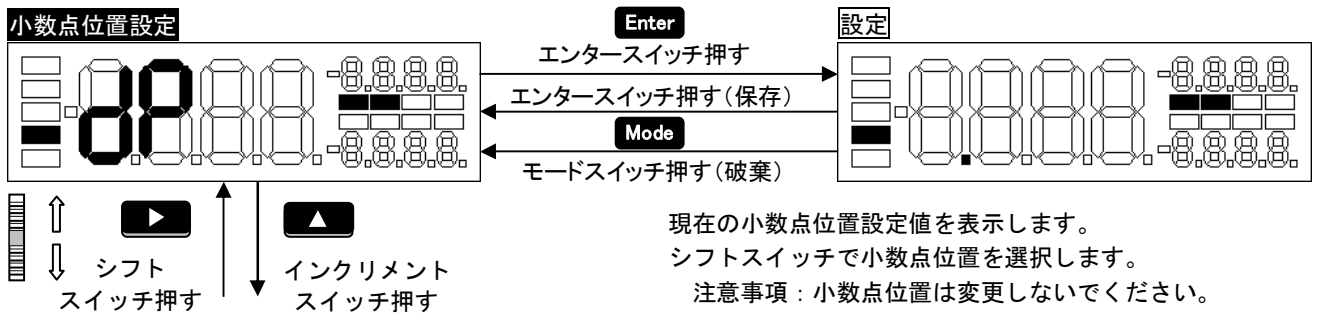 小数点位置設定
Enter
設定
エンタースイッチ押す
エンタースイッチ押す(保存)
Mode
モードスイッチ押す(破棄)
dP
シフト
スイッチ押す
インクリメント
スイッチ押す
現在の小数点位置設定値を表示します。
シフトスイッチで小数点位置を選択します。
注意事項:小数点位置は変更しないでください。